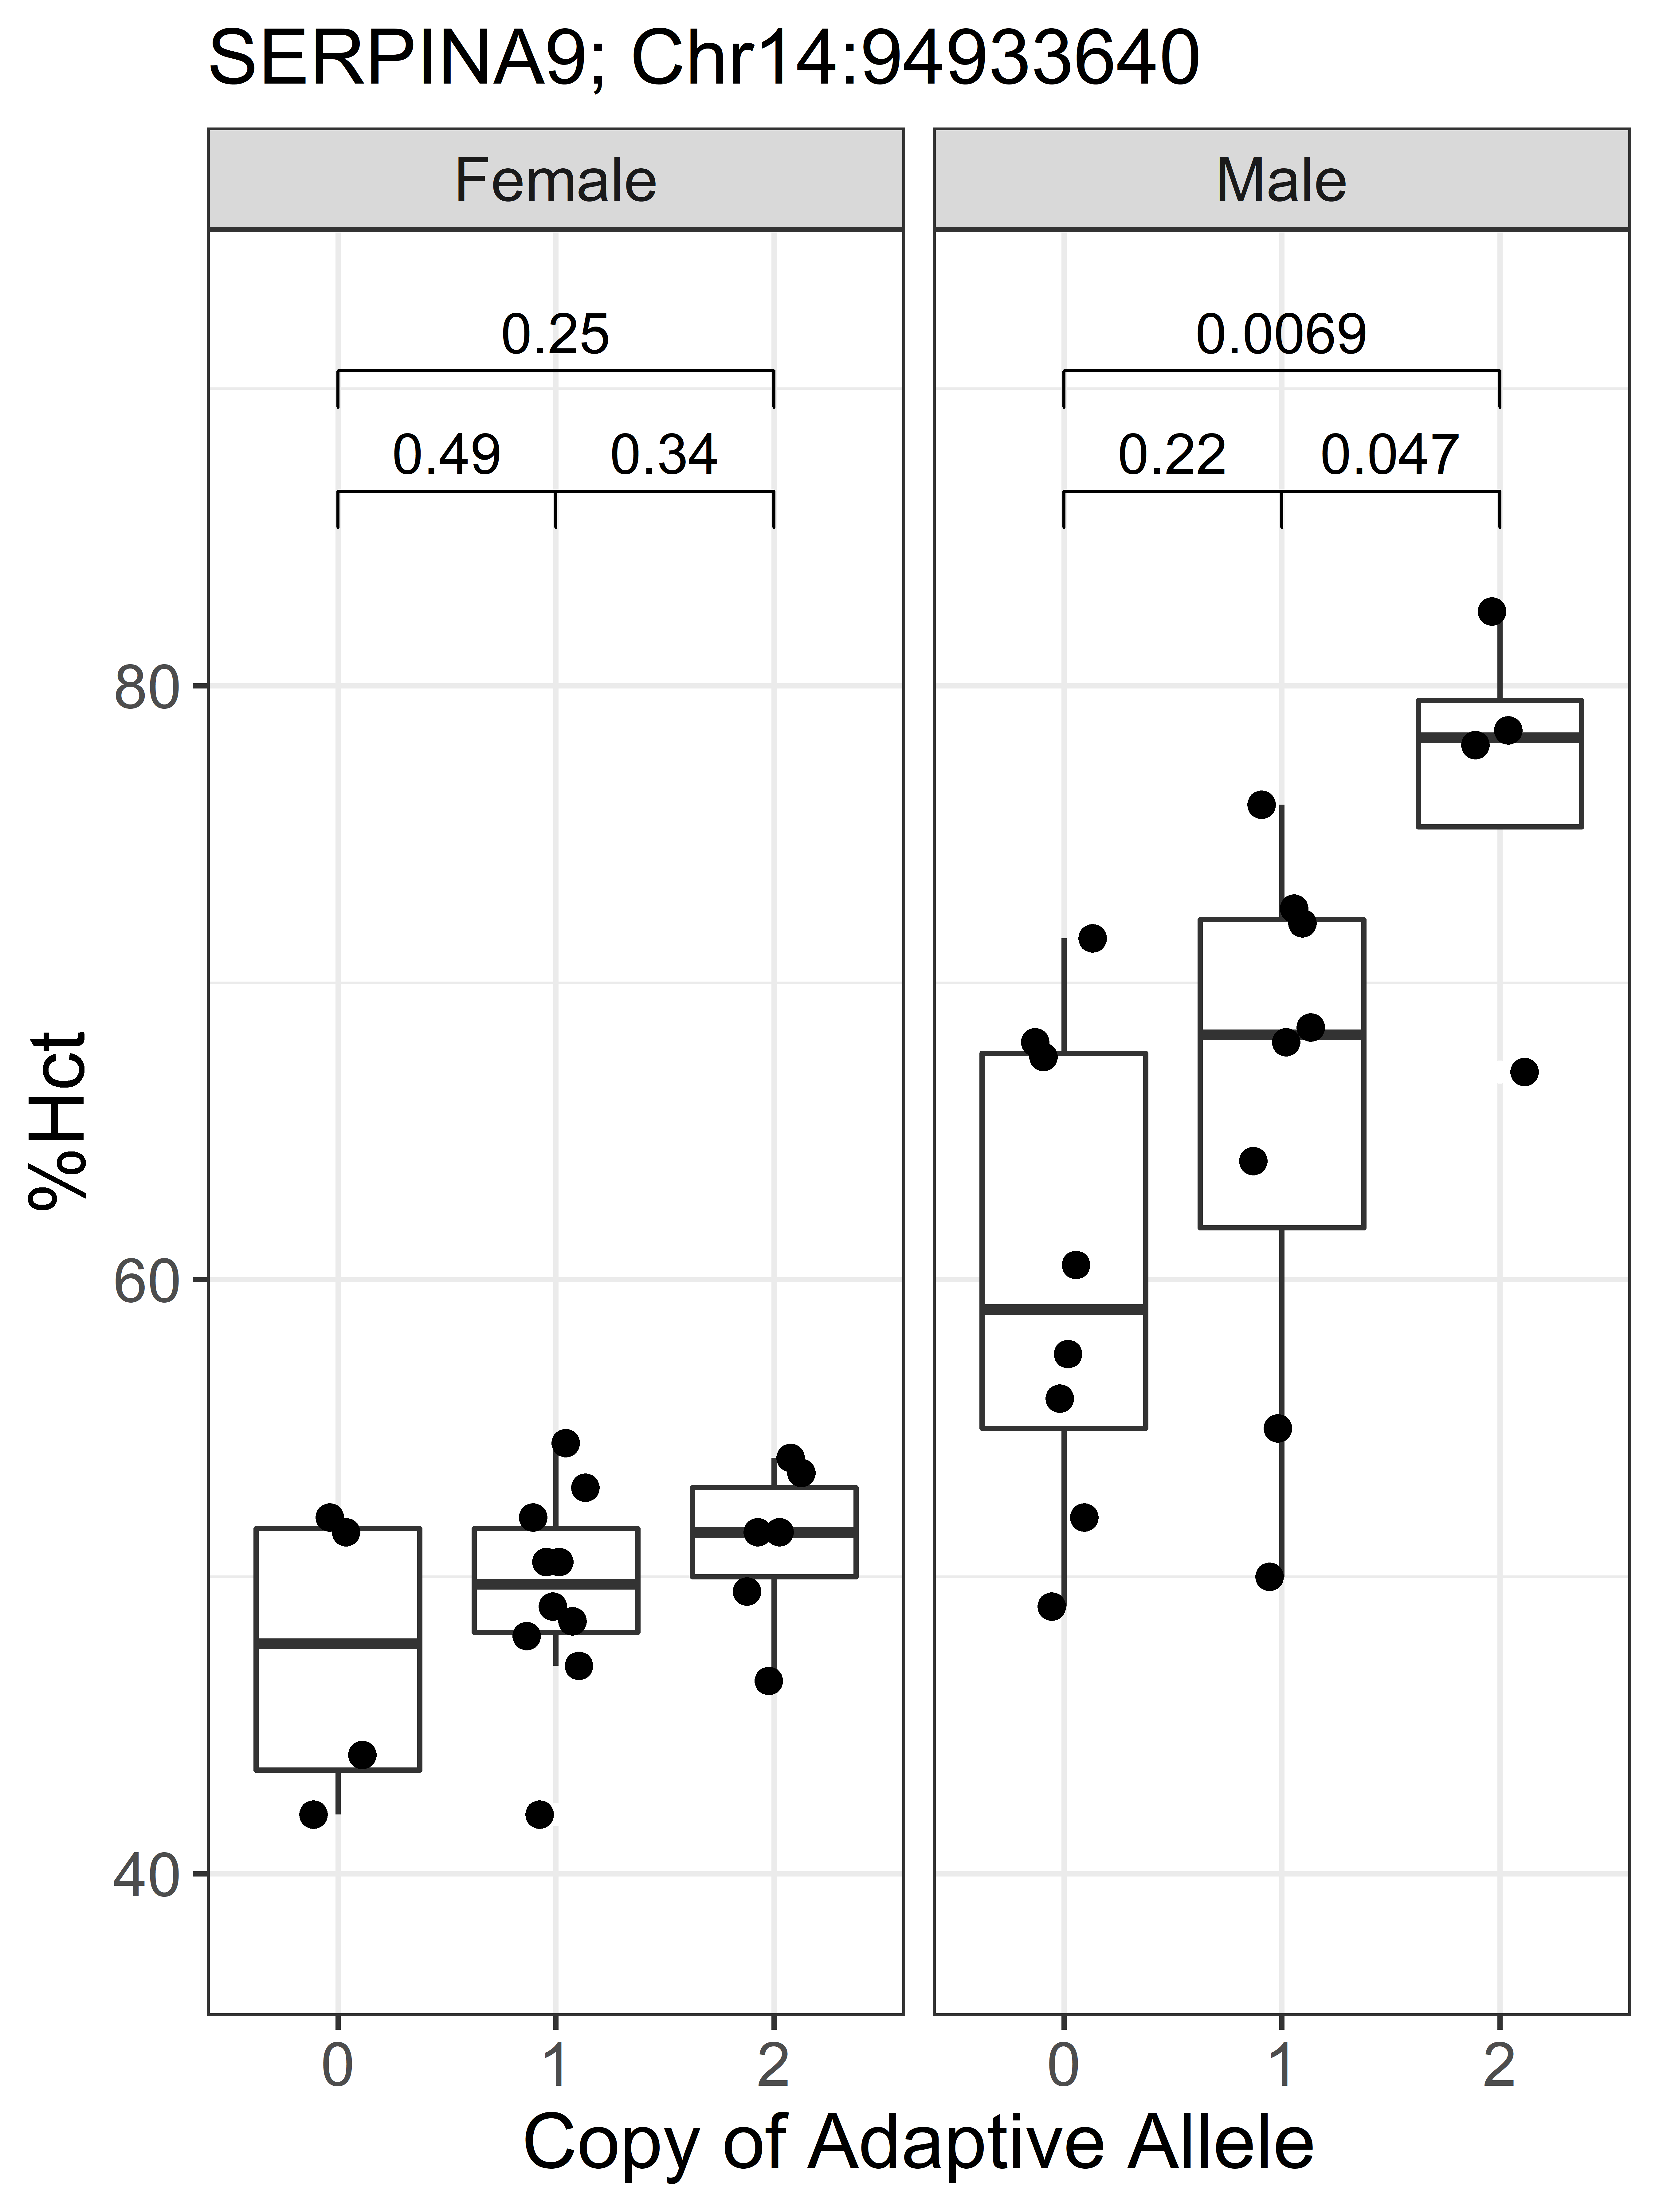 SERPINA9; Chr14:94933640
Female
Male
0.25
0.0069
0.49 0.34
0.22 0.047
80
60
40
%Hct
0 1 2
0 1 2
Copy of Adaptive Allele